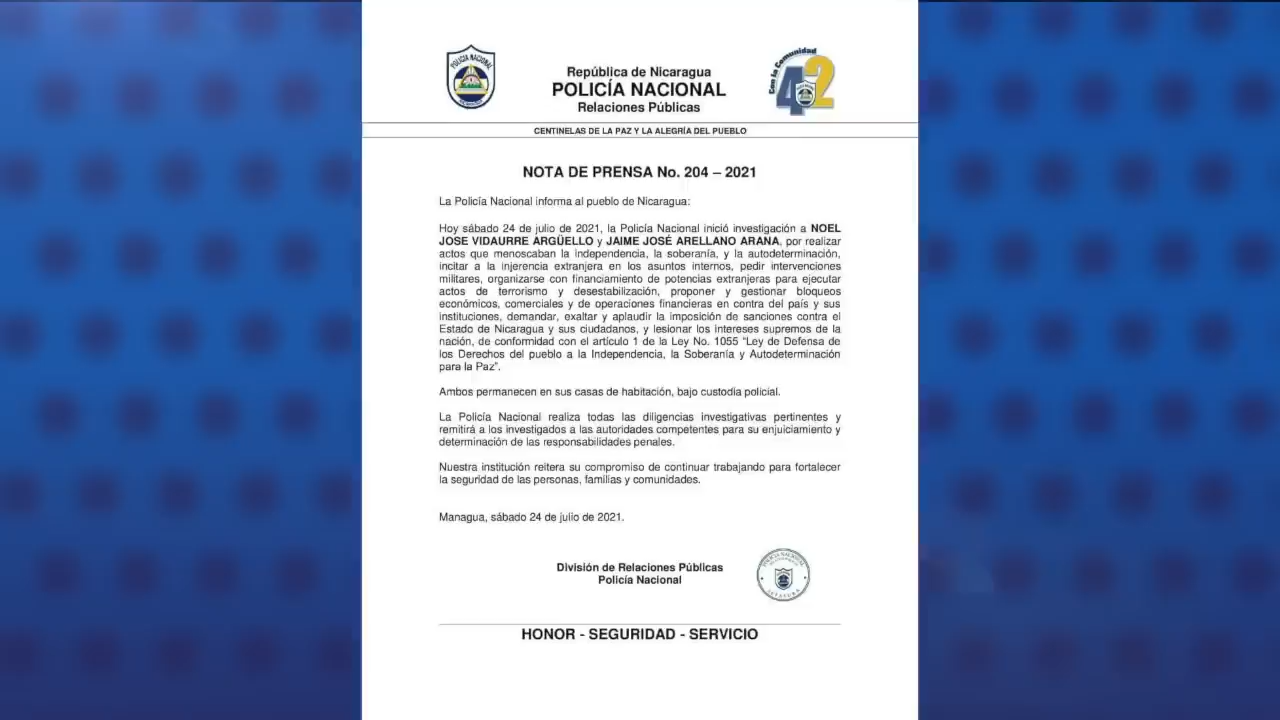 POLICIA NACIONAL
Con la Comunidad
42
República de Nicaragua
POLICÍA NACIONAL
Relaciones Públicas
CENTINELAS DE LA PAZ Y LA ALEGRÍA DEL PUEBLO
NOTA DE PRENSA No. 204 – 2021
La Policía Nacional informa al pueblo de Nicaragua:
Hoy sábado 24 de julio de 2021, la Policía Nacional inició investigación a NOEL
JOSE VIDAURRE ARGÜELLO y JAIME JOSÉ ARELLANO ARANA, por realizar
actos que menoscaban la independencia, la soberanía, y la autodeterminación,
incitar a la injerencia extranjera en los asuntos internos, pedir intervenciones
militares, organizarse con financiamiento de potencias extranjeras para ejecutar
actos de terrorismo y desestabilización, proponer y gestionar bloqueos
económicos, comerciales y de operaciones financieras en contra del país y sus
instituciones, demandar, exaltar y aplaudir la imposición de sanciones contra el
Estado de Nicaragua y sus ciudadanos, y lesionar los intereses supremos de la
nación, de conformidad con el artículo 1 de la Ley No. 1055 "Ley de Defensa de
los Derechos del pueblo a la Independencia, la Soberanía y Autodeterminación
para la Paz".
Ambos permanecen en sus casas de habitación, bajo custodia policial.
La Policía Nacional realiza todas las diligencias investigativas pertinentes y
remitirá a los investigados a las autoridades competentes para su enjuiciamiento y
determinación de las responsabilidades penales.
Nuestra institución reitera su compromiso de continuar trabajando para fortalecer
la seguridad de las personas, familias y comunidades.
Managua, sábado 24 de julio de 2021.
División de Relaciones Públicas
Policía Nacional
POLICIA NACIONAL
JEFATURA
HONOR - SEGURIDAD - SERVICIO